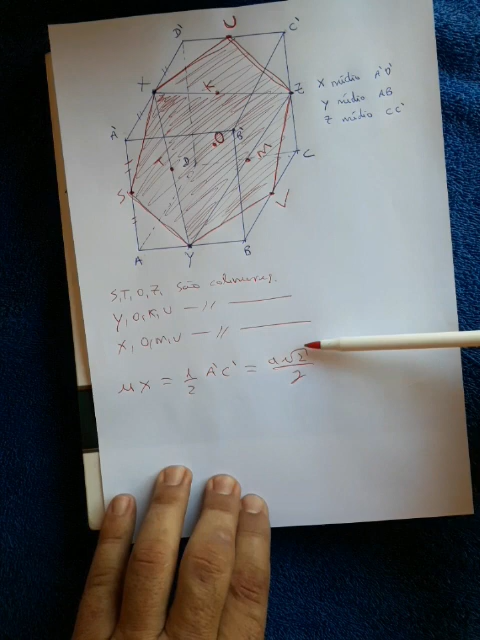 D'
U
C'
X
K
Z
X médio A'D'
Y médio AB
Z médio CC'
A'
B'
O
T
D
M
C
S
V
A
Y
B
S, T, O, Z, são colineares.
Y, O, K, U — // ———
X, O, M, V — // ———
UX = 1/2 A'C' = a√2/2